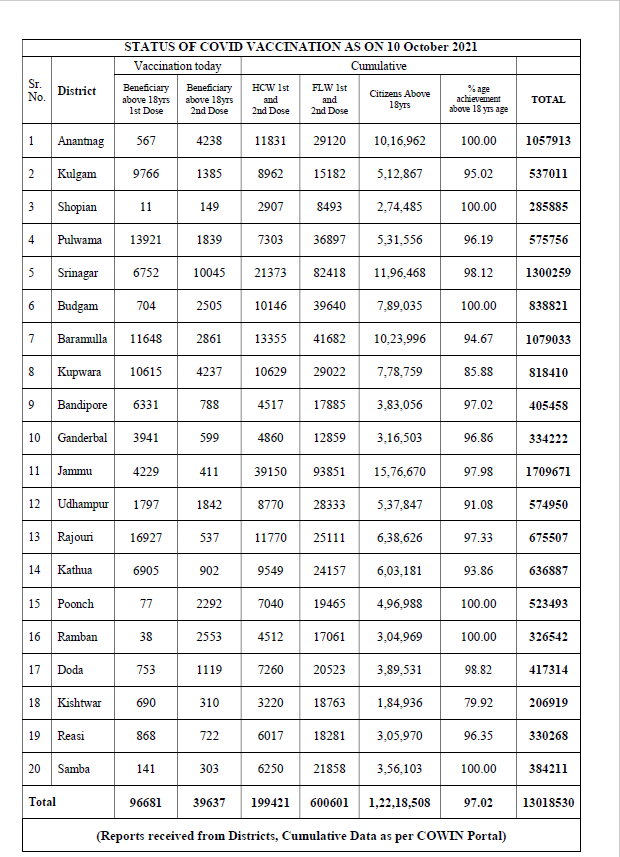 STATUS OF COVID VACCINATION AS ON 10 October 2021
Sr. No. District Vaccination today Cumulative
Beneficiary above 18yrs 1st Dose Beneficiary above 18yrs 2nd Dose HCW 1st and 2nd Dose FLW 1st and 2nd Dose Citizens Above 18yrs % age achievement above 18 yrs age TOTAL
1 Anantnag 567 4238 11831 29120 10,16,962 100.00 1057913
2 Kulgam 9766 1385 8962 15182 5,12,867 95.02 537011
3 Shopian 11 149 2907 8493 2,74,485 100.00 285885
4 Pulwama 13921 1839 7303 36897 5,31,556 96.19 575756
5 Srinagar 6752 10045 21373 82418 11,96,468 98.12 1300259
6 Budgam 704 2505 10146 39640 7,89,035 100.00 838821
7 Baramulla 11648 2861 13355 41682 10,23,996 94.67 1079033
8 Kupwara 10615 4237 10629 29022 7,78,759 85.88 818410
9 Bandipore 6331 788 4517 17885 3,83,056 97.02 405458
10 Ganderbal 3941 599 4860 12859 3,16,503 96.86 334222
11 Jammu 4229 411 39150 93851 15,76,670 97.98 1709671
12 Udhampur 1797 1842 8770 28333 5,37,847 91.08 574950
13 Rajouri 16927 537 11770 25111 6,38,626 97.33 675507
14 Kathua 6905 902 9549 24157 6,03,181 93.86 636887
15 Poonch 77 2292 7040 19465 4,96,988 100.00 523493
16 Ramban 38 2553 4512 17061 3,04,969 100.00 326542
17 Doda 753 1119 7260 20523 3,89,531 98.82 417314
18 Kishtwar 690 310 3220 18763 1,84,936 79.92 206919
19 Reasi 868 722 6017 18281 3,05,970 96.35 330268
20 Samba 141 303 6250 21858 3,56,103 100.00 384211
Total 96681 39637 199421 600601 1,22,18,508 97.02 13018530
(Reports received from Districts, Cumulative Data as per COWIN Portal)